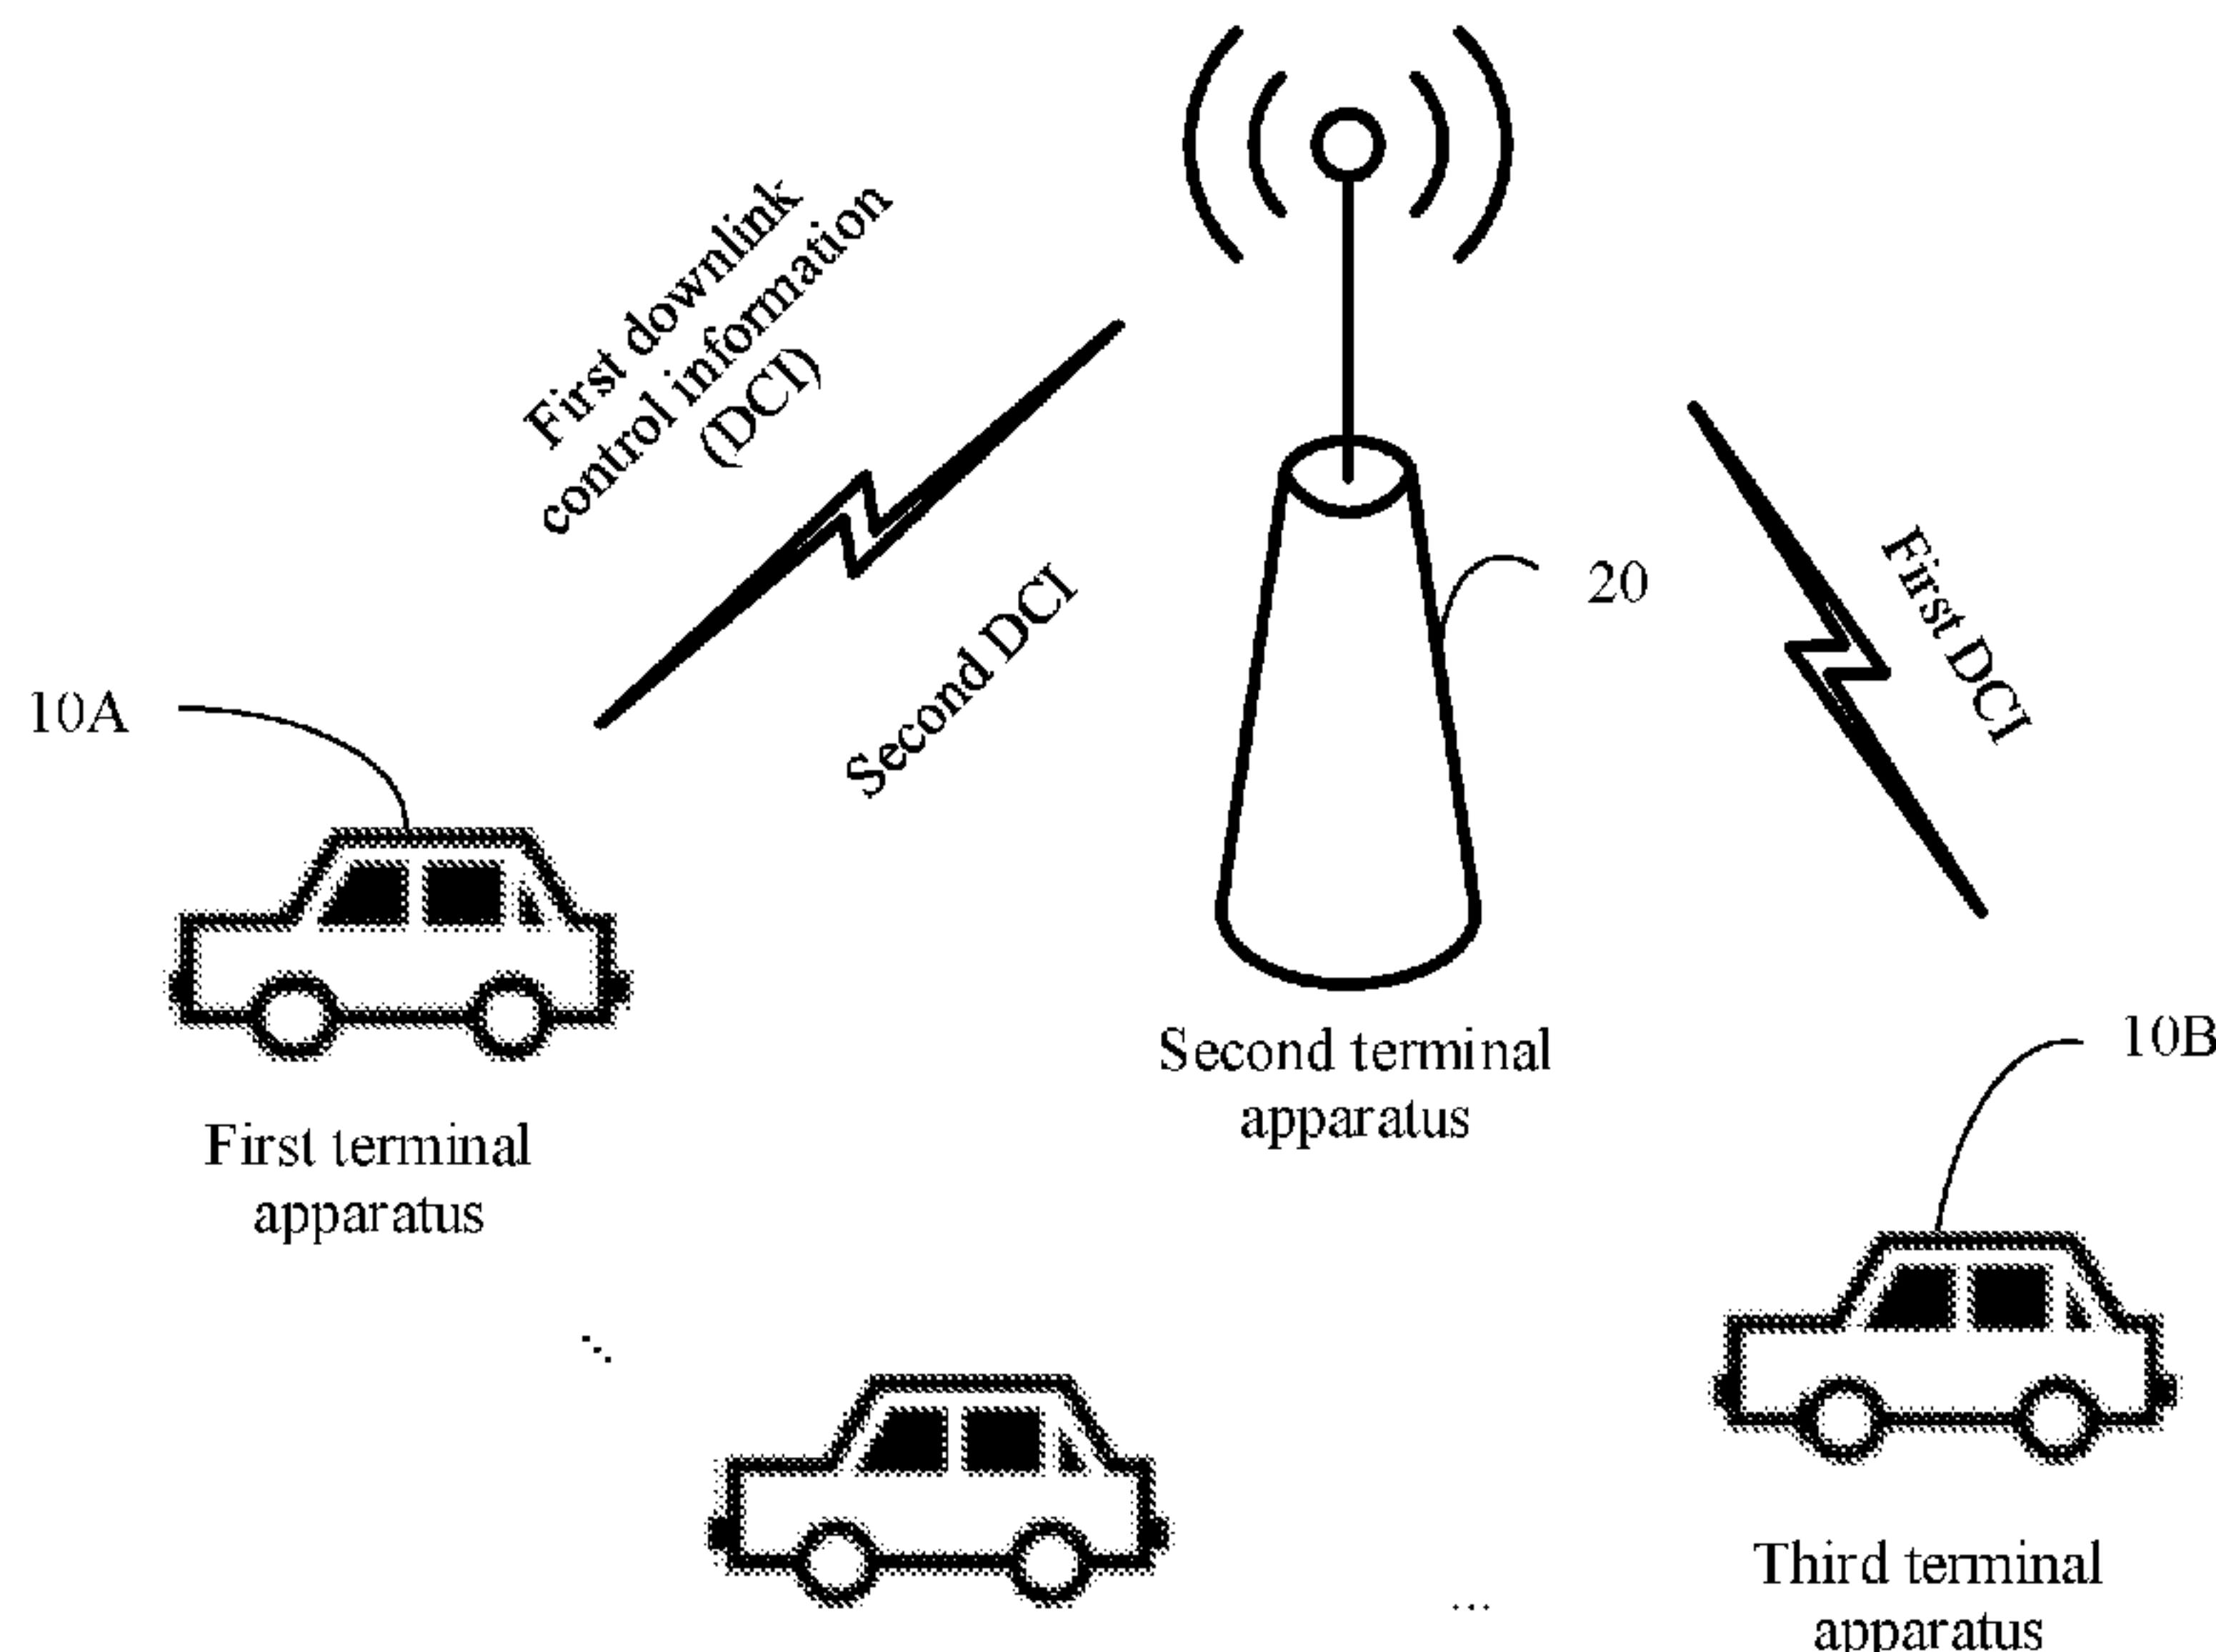 First downlink
control information
(DCI)
Second DCI
20
First DCI
10A
10B
Second terminal
apparatus
First terminal
apparatus
...
...
Third terminal
apparatus